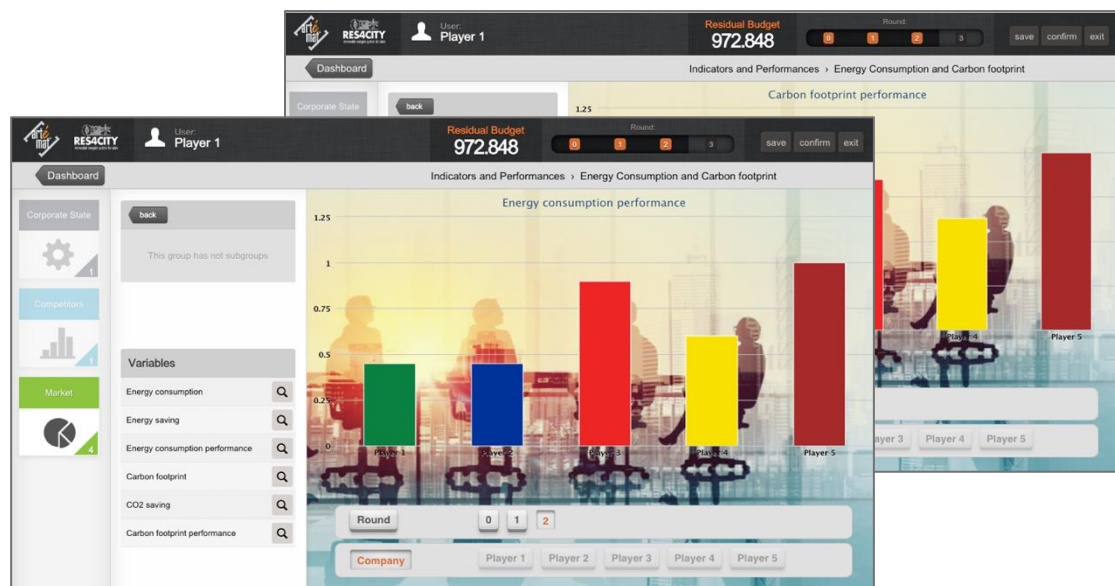 arté mat
RES4CITY
User:
Player 1
Residual Budget
972.848
Round:
0 1 2 3
save confirm exit
Dashboard
Indicators and Performances › Energy Consumption and Carbon footprint
Corporate State
back
Carbon footprint performance
1.25
Player 4 Player 5
ayer 3 Player 4 Player 5
arté mat
RES4CITY
User:
Player 1
Residual Budget
972.848
Round:
0 1 2 3
save confirm exit
Dashboard
Indicators and Performances › Energy Consumption and Carbon footprint
Corporate State
1
Competitors
1
Market
4
back
This group has not subgroups
Variables
Energy consumption
Energy saving
Energy consumption performance
Carbon footprint
CO2 saving
Carbon footprint performance
Energy consumption performance
1.25
1
0.75
0.5
0.25
0
Player 1 Player 2 Player 3 Player 4 Player 5
Round 0 1 2
Company Player 1 Player 2 Player 3 Player 4 Player 5